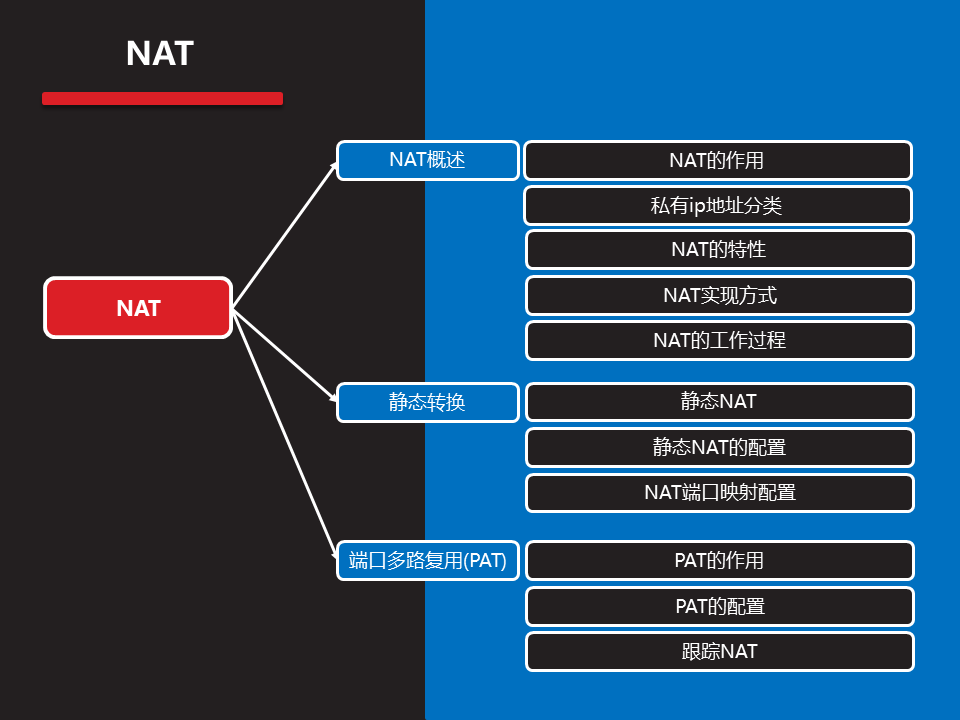 NAT
NAT
NAT概述
NAT的作用
私有ip地址分类
NAT的特性
NAT实现方式
NAT的工作过程
静态转换
静态NAT
静态NAT的配置
NAT端口映射配置
端口多路复用(PAT)
PAT的作用
PAT的配置
跟踪NAT